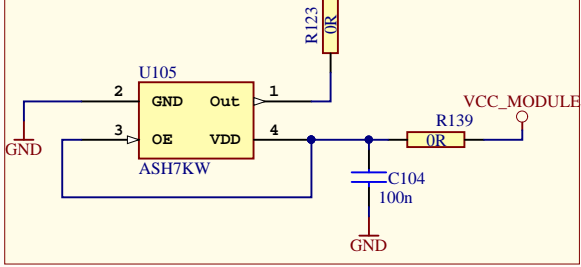 R123
0R
U105
2
GND
Out
1
VCC_MODULE
GND
3
OE
VDD
4
R139
0R
ASH7KW
C104
100n
GND